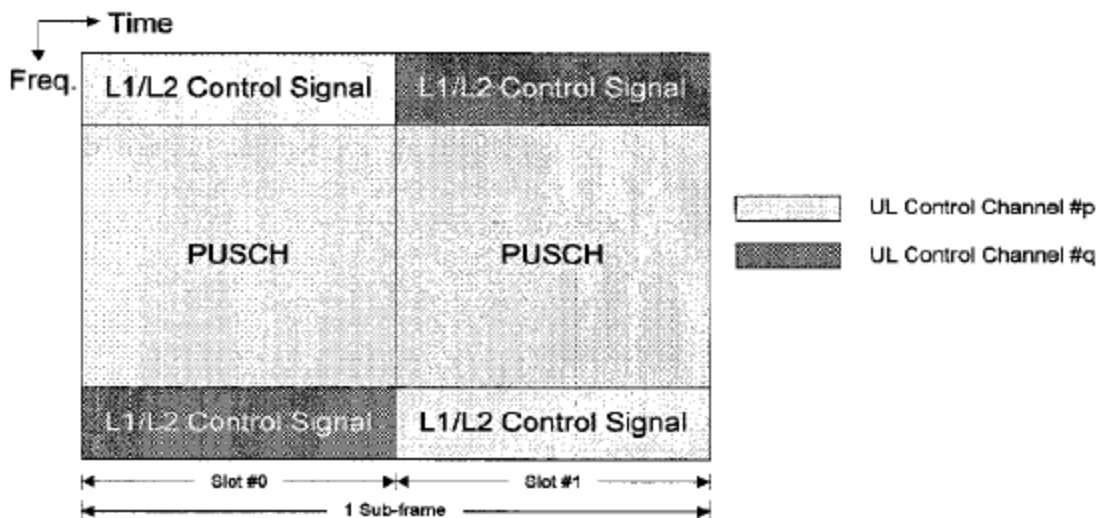 Time
Freq.
L1/L2 Control Signal
L1/L2 Control Signal
PUSCH
PUSCH
UL Control Channel #p
UL Control Channel #q
L1/L2 Control Signal
L1/L2 Control Signal
Slot #0
Slot #1
1 Sub-frame